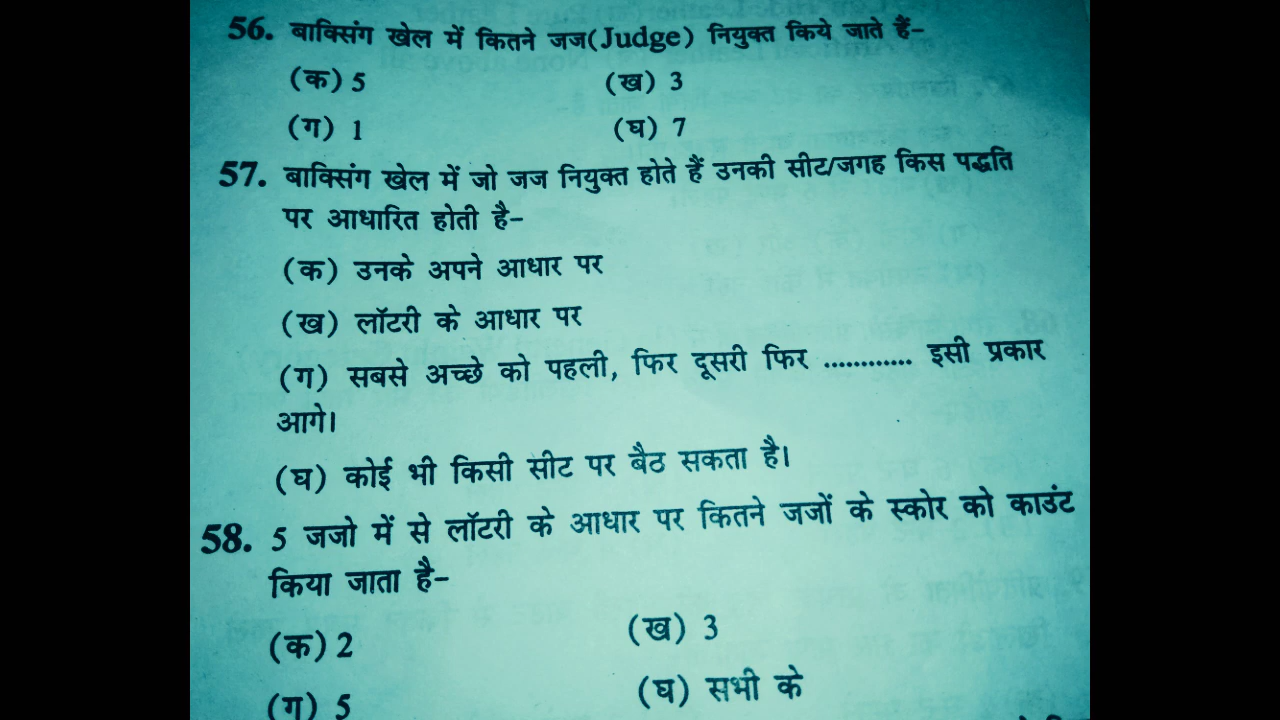 56. बाक्सिंग खेल में कितने जज(Judge) नियुक्त किये जाते हैं-
(क) 5 (ख) 3
(ग) 1 (घ) 7
57. बाक्सिंग खेल में जो जज नियुक्त होते हैं उनकी सीट/जगह किस पद्धति
पर आधारित होती है-
(क) उनके अपने आधार पर
(ख) लॉटरी के आधार पर
(ग) सबसे अच्छे को पहली, फिर दूसरी फिर ............ इसी प्रकार
आगे।
(घ) कोई भी किसी सीट पर बैठ सकता है।
58. 5 जजो में से लॉटरी के आधार पर कितने जजों के स्कोर को काउंट
किया जाता है-
(क) 2 (ख) 3
(ग) 5 (घ) सभी के